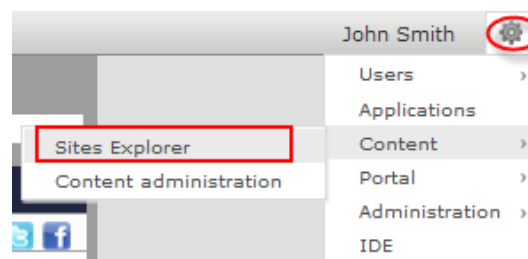 John Smith
Users
Applications
Content
Portal
Administration
IDE
Sites Explorer
Content administration